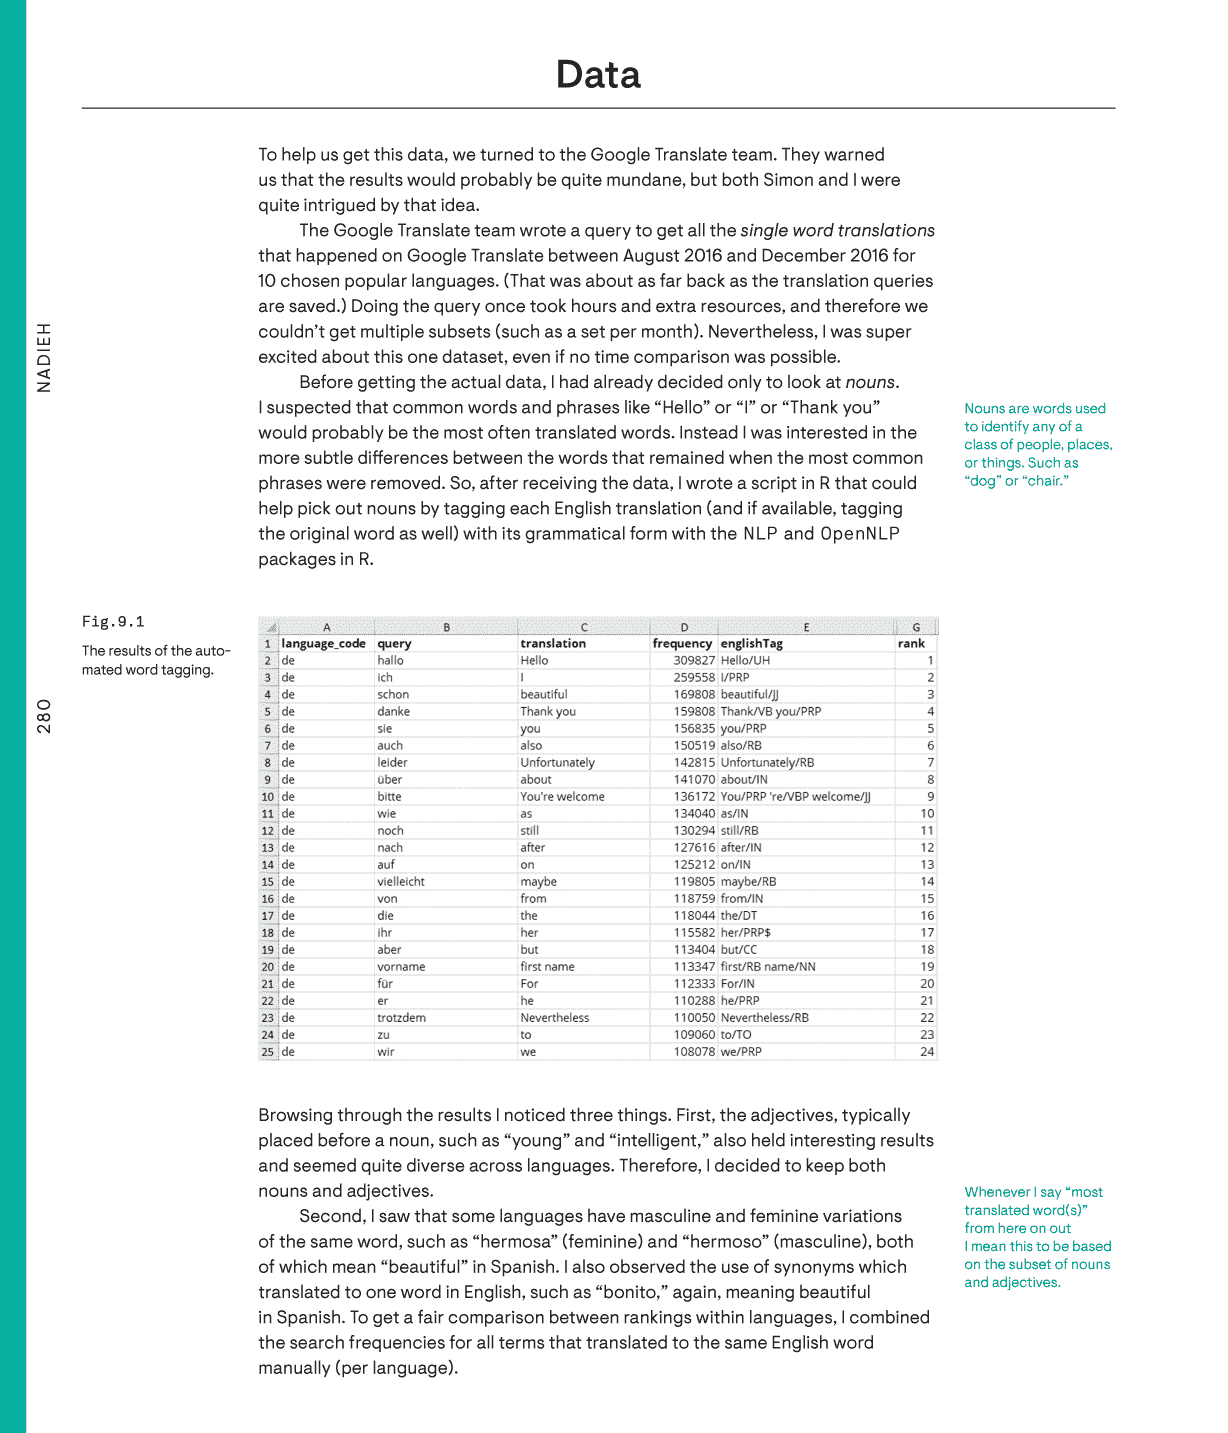 Data
To help us get this data, we turned to the Google Translate team. They warned
us that the results would probably be quite mundane, but both Simon and I were
quite intrigued by that idea.
The Google Translate team wrote a query to get all the single word translations
that happened on Google Translate between August 2016 and December 2016 for
10 chosen popular languages. (That was about as far back as the translation queries
are saved.) Doing the query once took hours and extra resources, and therefore we
couldn’t get multiple subsets (such as a set per month). Nevertheless, I was super
excited about this one dataset, even if no time comparison was possible.
Before getting the actual data, I had already decided only to look at nouns.
I suspected that common words and phrases like “Hello” or “I” or “Thank you”
would probably be the most often translated words. Instead I was interested in the
more subtle differences between the words that remained when the most common
phrases were removed. So, after receiving the data, I wrote a script in R that could
help pick out nouns by tagging each English translation (and if available, tagging
the original word as well) with its grammatical form with the NLP and OpenNLP
packages in R.
Nouns are words used
to identify any of a
class of people, places,
or things. Such as
“dog” or “chair.”
NADIEH
280
Fig.9.1
The results of the auto-
mated word tagging.
A B C D E G
1 language_code query translation frequency englishTag rank
2 de hallo Hello 309827 Hello/UH 1
3 de ich I 259558 I/PRP 2
4 de schon beautiful 169808 beautiful/JJ 3
5 de danke Thank you 159808 Thank/VB you/PRP 4
6 de sie you 156835 you/PRP 5
7 de auch also 150519 also/RB 6
8 de leider Unfortunately 142815 Unfortunately/RB 7
9 de über about 141070 about/IN 8
10 de bitte You're welcome 136172 You/PRP 're/VBP welcome/JJ 9
11 de wie as 134040 as/IN 10
12 de noch still 130294 still/RB 11
13 de nach after 127616 after/IN 12
14 de auf on 125212 on/IN 13
15 de vielleicht maybe 119805 maybe/RB 14
16 de von from 118759 from/IN 15
17 de die the 118044 the/DT 16
18 de ihr her 115582 her/PRP$ 17
19 de aber but 113404 but/CC 18
20 de vorname first name 113347 first/RB name/NN 19
21 de für For 112333 For/IN 20
22 de er he 110288 he/PRP 21
23 de trotzdem Nevertheless 110050 Nevertheless/RB 22
24 de zu to 109060 to/TO 23
25 de wir we 108078 we/PRP 24
Browsing through the results I noticed three things. First, the adjectives, typically
placed before a noun, such as “young” and “intelligent,” also held interesting results
and seemed quite diverse across languages. Therefore, I decided to keep both
nouns and adjectives.
Second, I saw that some languages have masculine and feminine variations
of the same word, such as “hermosa” (feminine) and “hermoso” (masculine), both
of which mean “beautiful” in Spanish. I also observed the use of synonyms which
translated to one word in English, such as “bonito,” again, meaning beautiful
in Spanish. To get a fair comparison between rankings within languages, I combined
the search frequencies for all terms that translated to the same English word
manually (per language).
Whenever I say “most
translated word(s)”
from here on out
I mean this to be based
on the subset of nouns
and adjectives.